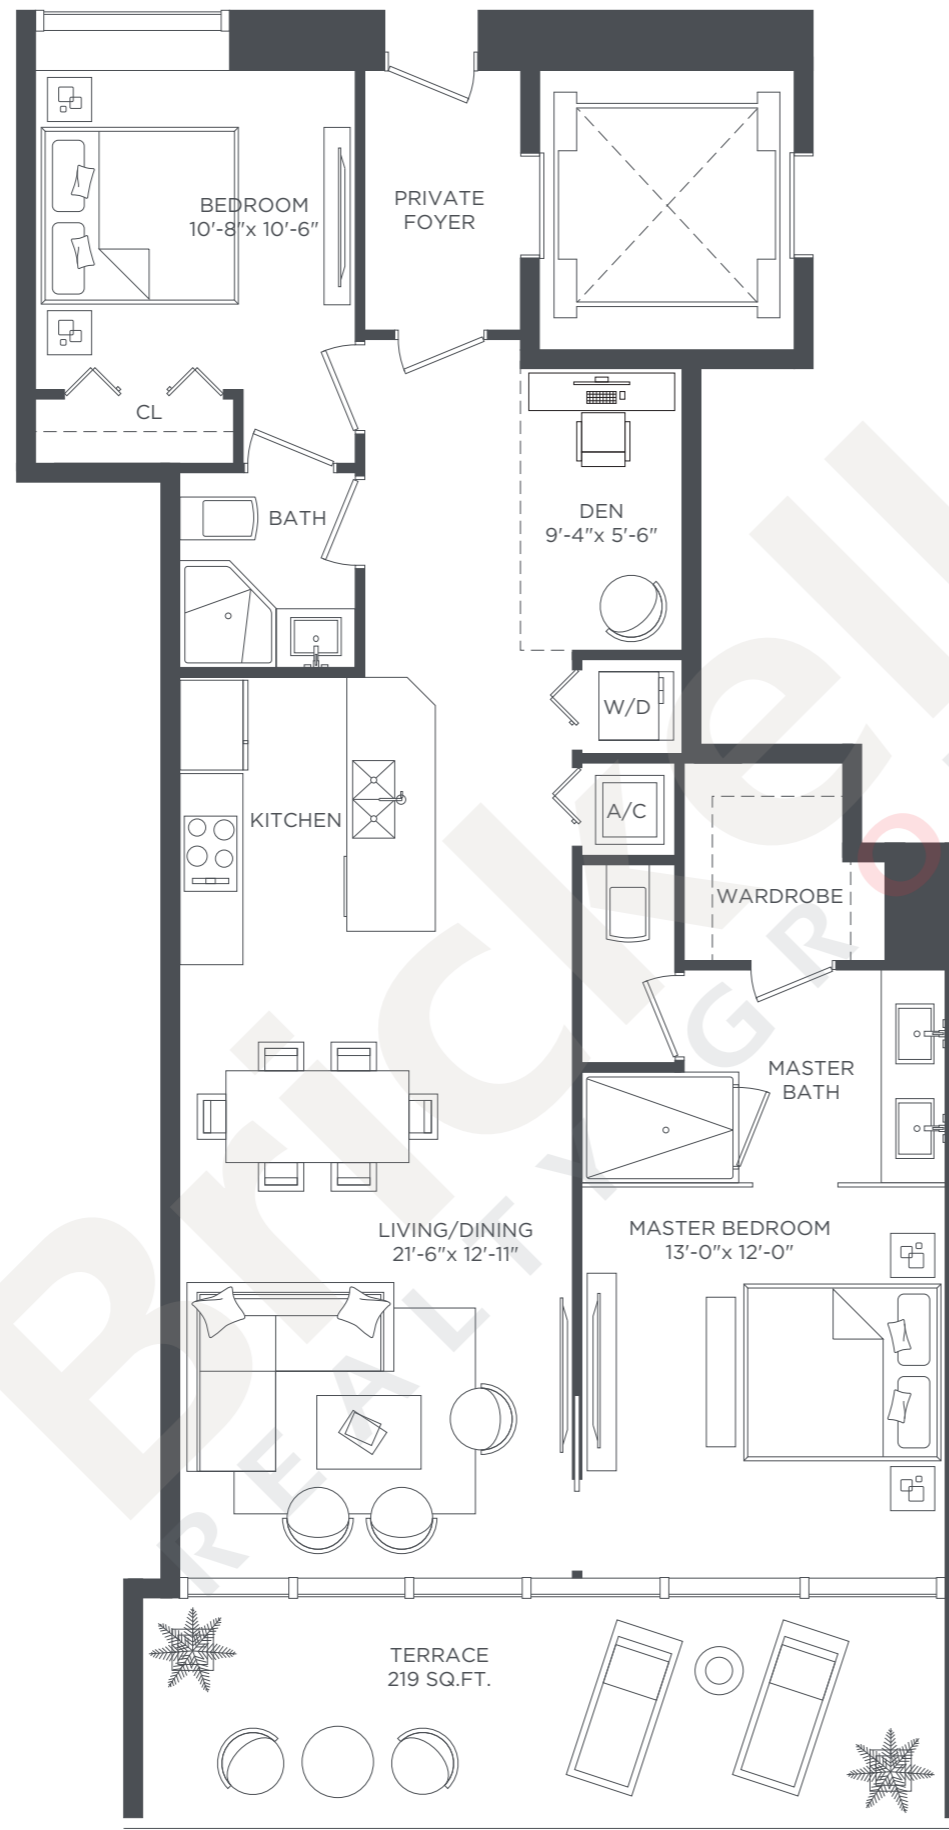 BEDROOM
10'-8"x 10'-6"
PRIVATE
FOYER
CL
BATH
DEN
9'-4"x 5'-6"
W/D
KITCHEN
A/C
WARDROBE
MASTER
BATH
LIVING/DINING
21'-6"x 12'-11"
MASTER BEDROOM
13'-0"x 12'-0"
TERRACE
219 SQ.FT.
Brickell
REALTY GRO